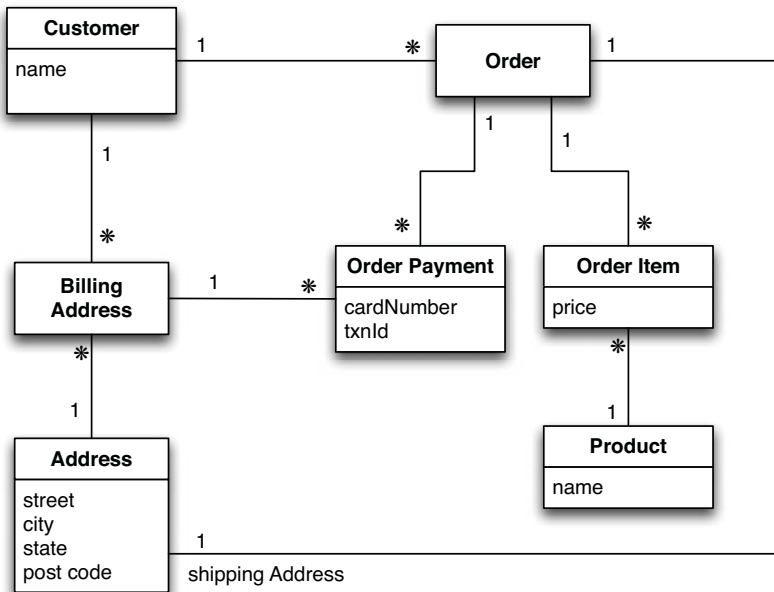 Customer
name
1
*
Order
1
1
*
1
1
*
*
Billing
Address
1
*
Order Payment
cardNumber
txnId
Order Item
price
*
1
*
1
Address
street
city
state
post code
Product
name
1
shipping Address